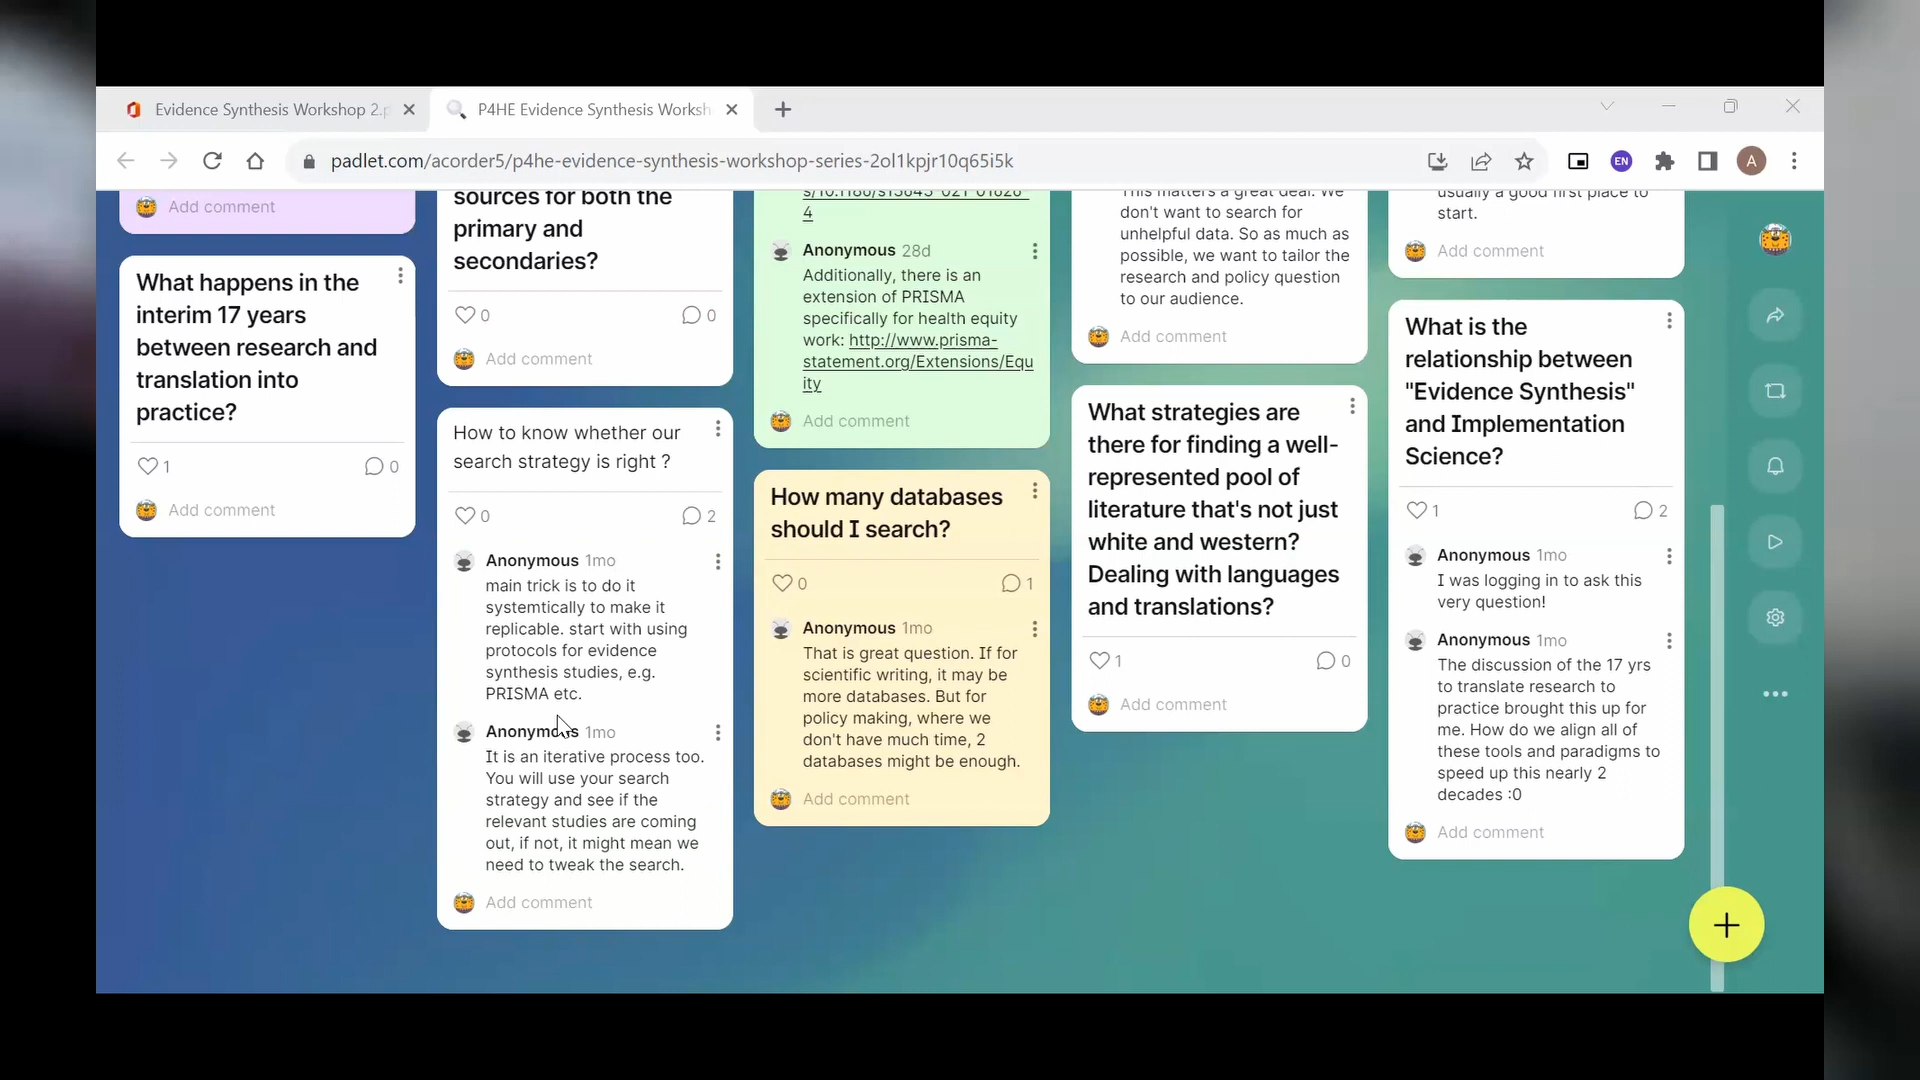 Evidence Synthesis Workshop 2.p
P4HE Evidence Synthesis Worksh
padlet.com/acorder5/p4he-evidence-synthesis-workshop-series-2ol1kpjr10q65i5k
EN
A
Add comment
What happens in the
interim 17 years
between research and
translation into
practice?
1
0
Add comment
sources for both the
primary and
secondaries?
0
0
Add comment
How to know whether our
search strategy is right ?
0
2
Anonymous 1mo
main trick is to do it
systemtically to make it
replicable. start with using
protocols for evidence
synthesis studies, e.g.
PRISMA etc.
Anonymous 1mo
It is an iterative process too.
You will use your search
strategy and see if the
relevant studies are coming
out, if not, it might mean we
need to tweak the search.
Add comment
4
Anonymous 28d
Additionally, there is an
extension of PRISMA
specifically for health equity
work: http://www.prisma-
statement.org/Extensions/Equ
ity
Add comment
How many databases
should I search?
0
1
Anonymous 1mo
That is great question. If for
scientific writing, it may be
more databases. But for
policy making, where we
don't have much time, 2
databases might be enough.
Add comment
This matters a great deal. We
don't want to search for
unhelpful data. So as much as
possible, we want to tailor the
research and policy question
to our audience.
Add comment
What strategies are
there for finding a well-
represented pool of
literature that's not just
white and western?
Dealing with languages
and translations?
1
0
Add comment
usually a good first place to
start.
Add comment
What is the
relationship between
"Evidence Synthesis"
and Implementation
Science?
1
2
Anonymous 1mo
I was logging in to ask this
very question!
Anonymous 1mo
The discussion of the 17 yrs
to translate research to
practice brought this up for
me. How do we align all of
these tools and paradigms to
speed up this nearly 2
decades :0
Add comment